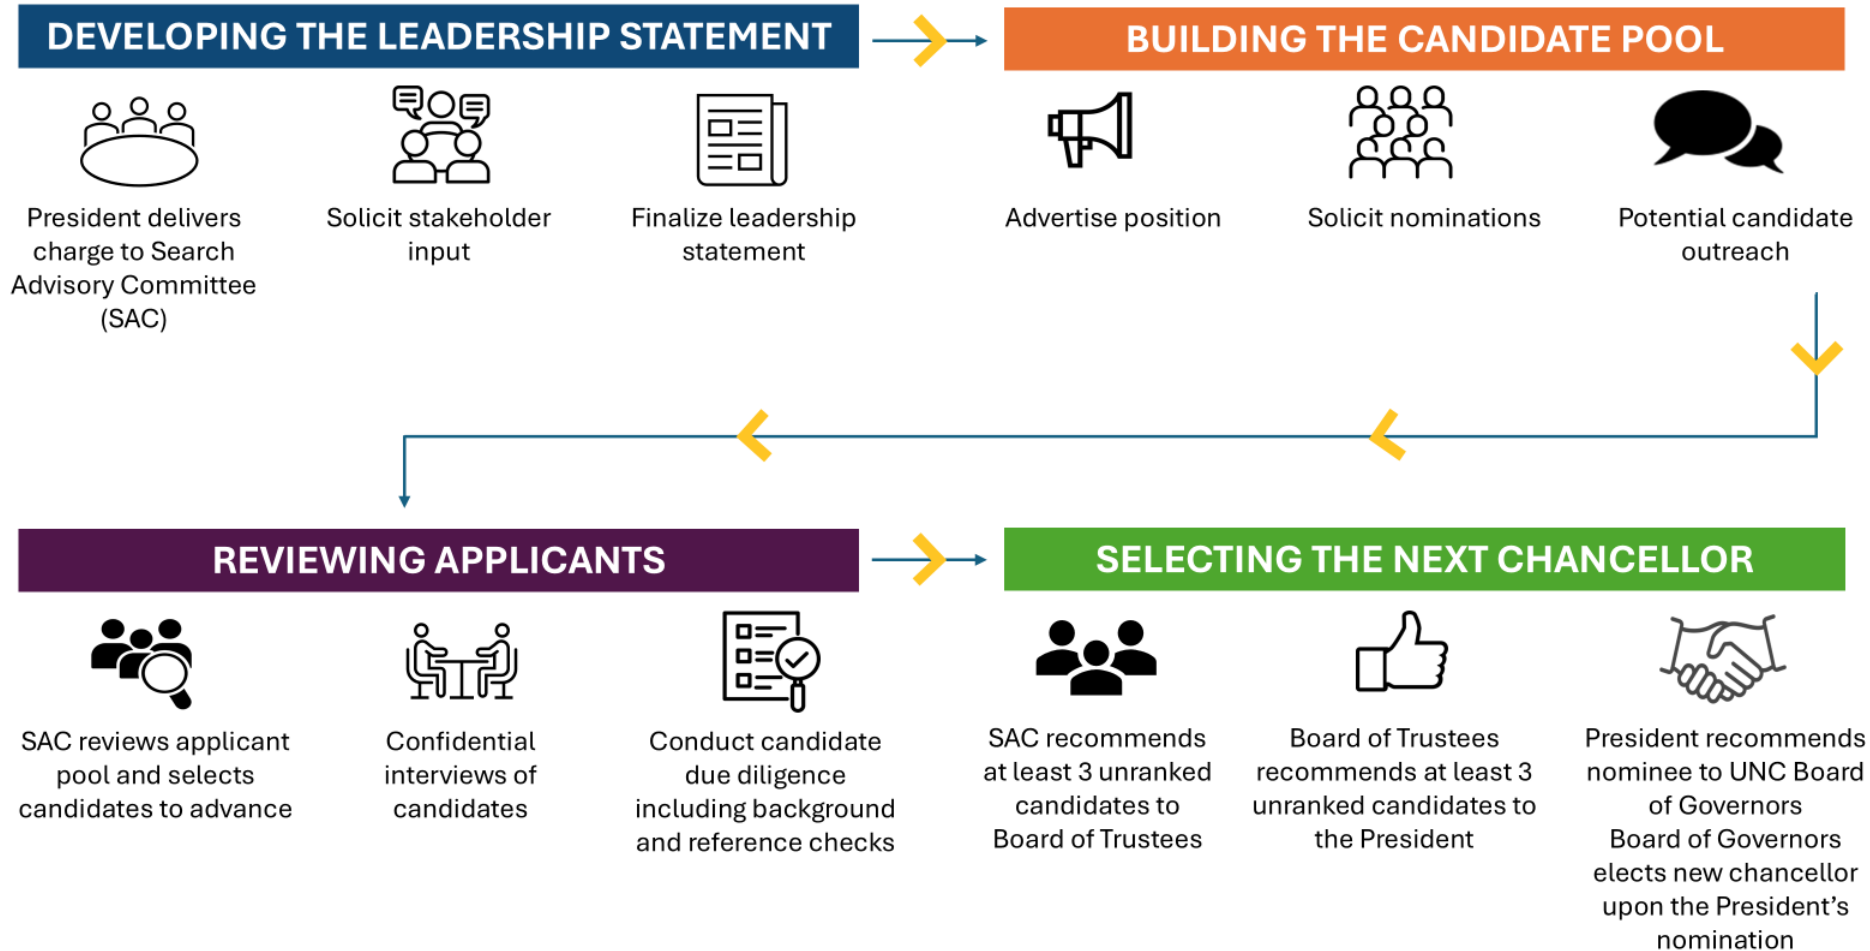 DEVELOPING THE LEADERSHIP STATEMENT
President delivers
charge to Search
Advisory Committee
(SAC)
Solicit stakeholder
input
Finalize leadership
statement
BUILDING THE CANDIDATE POOL
Advertise position
Solicit nominations
Potential candidate
outreach
REVIEWING APPLICANTS
SAC reviews applicant
pool and selects
candidates to advance
Confidential
interviews of
candidates
Conduct candidate
due diligence
including background
and reference checks
SELECTING THE NEXT CHANCELLOR
SAC recommends
at least 3 unranked
candidates to
Board of Trustees
Board of Trustees
recommends at least 3
unranked candidates to
the President
President recommends
nominee to UNC Board
of Governors
Board of Governors
elects new chancellor
upon the President's
nomination